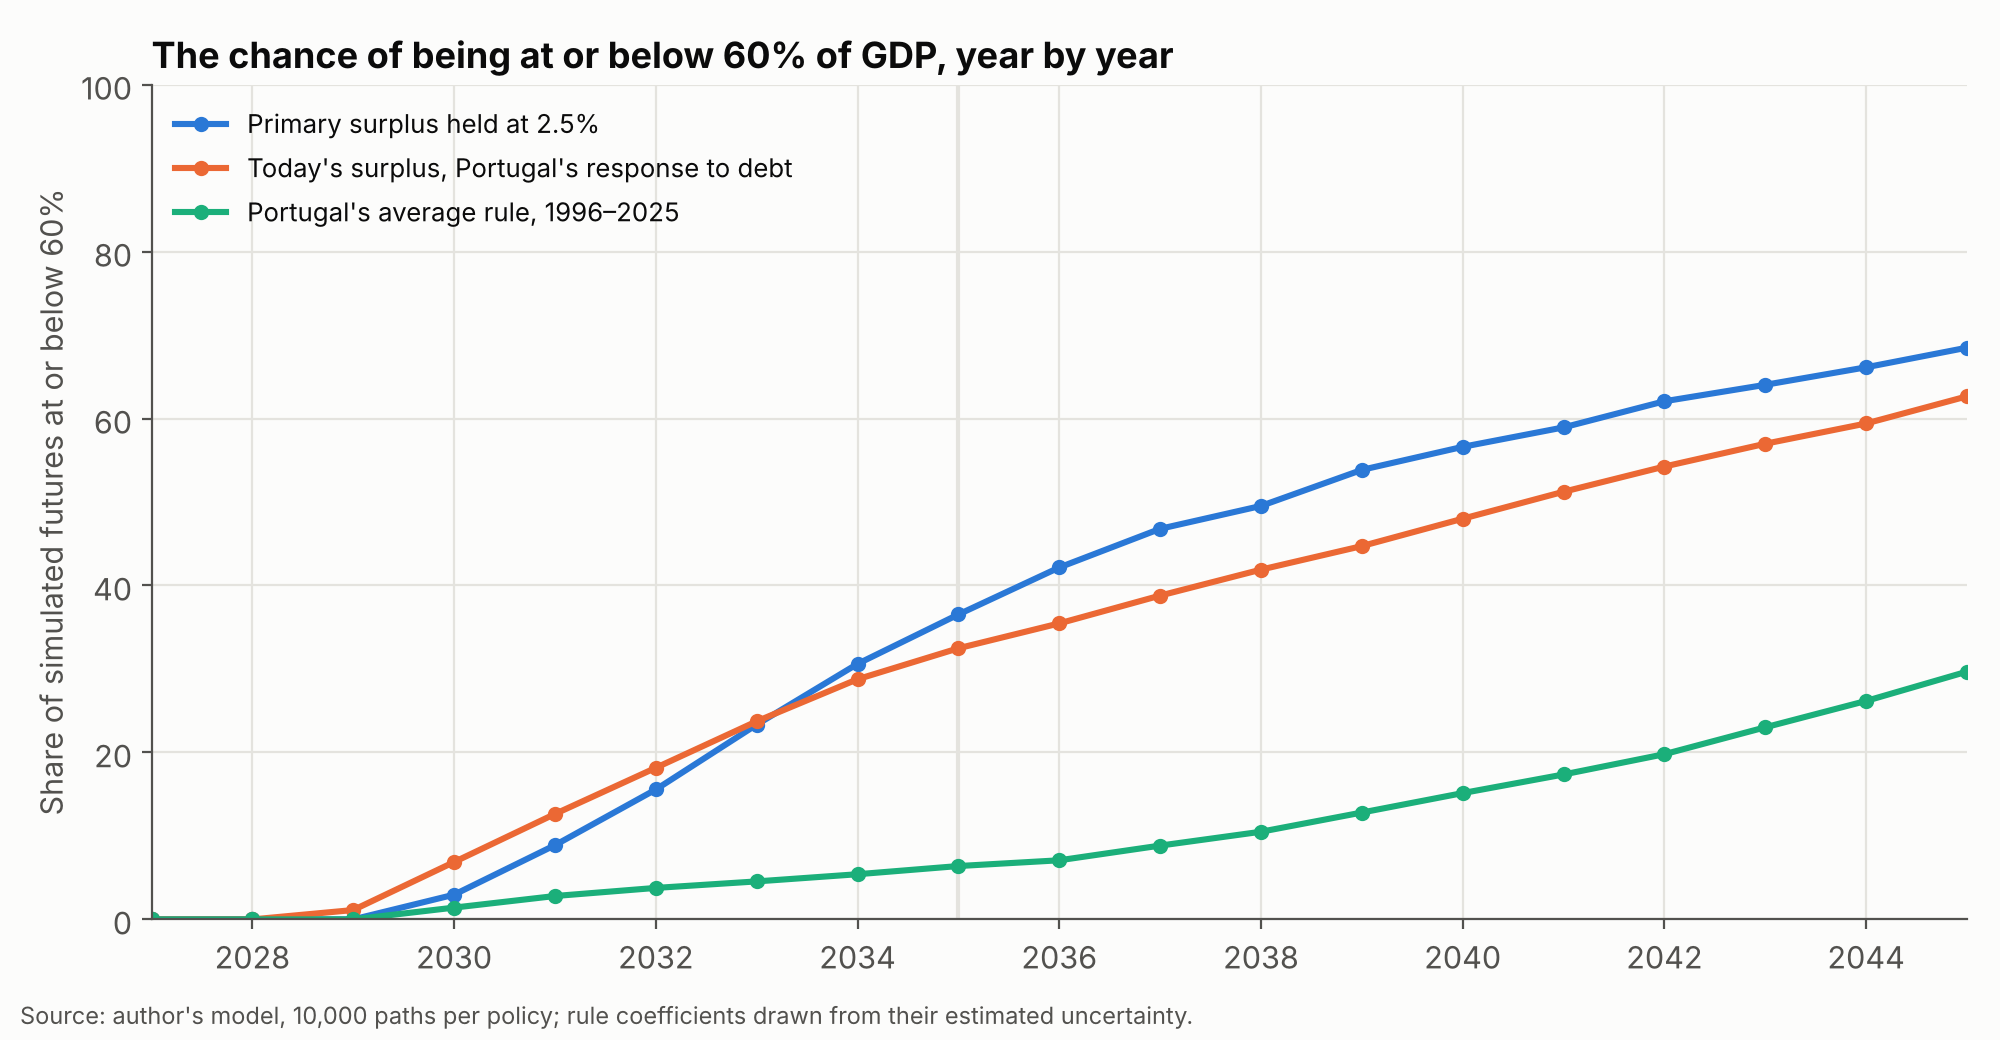 The chance of being at or below 60% of GDP, year by year
Share of simulated futures at or below 60%
100
80
60
40
20
0
Primary surplus held at 2.5%
Today's surplus, Portugal's response to debt
Portugal's average rule, 1996–2025
2028 2030 2032 2034 2036 2038 2040 2042 2044
Source: author's model, 10,000 paths per policy; rule coefficients drawn from their estimated uncertainty.